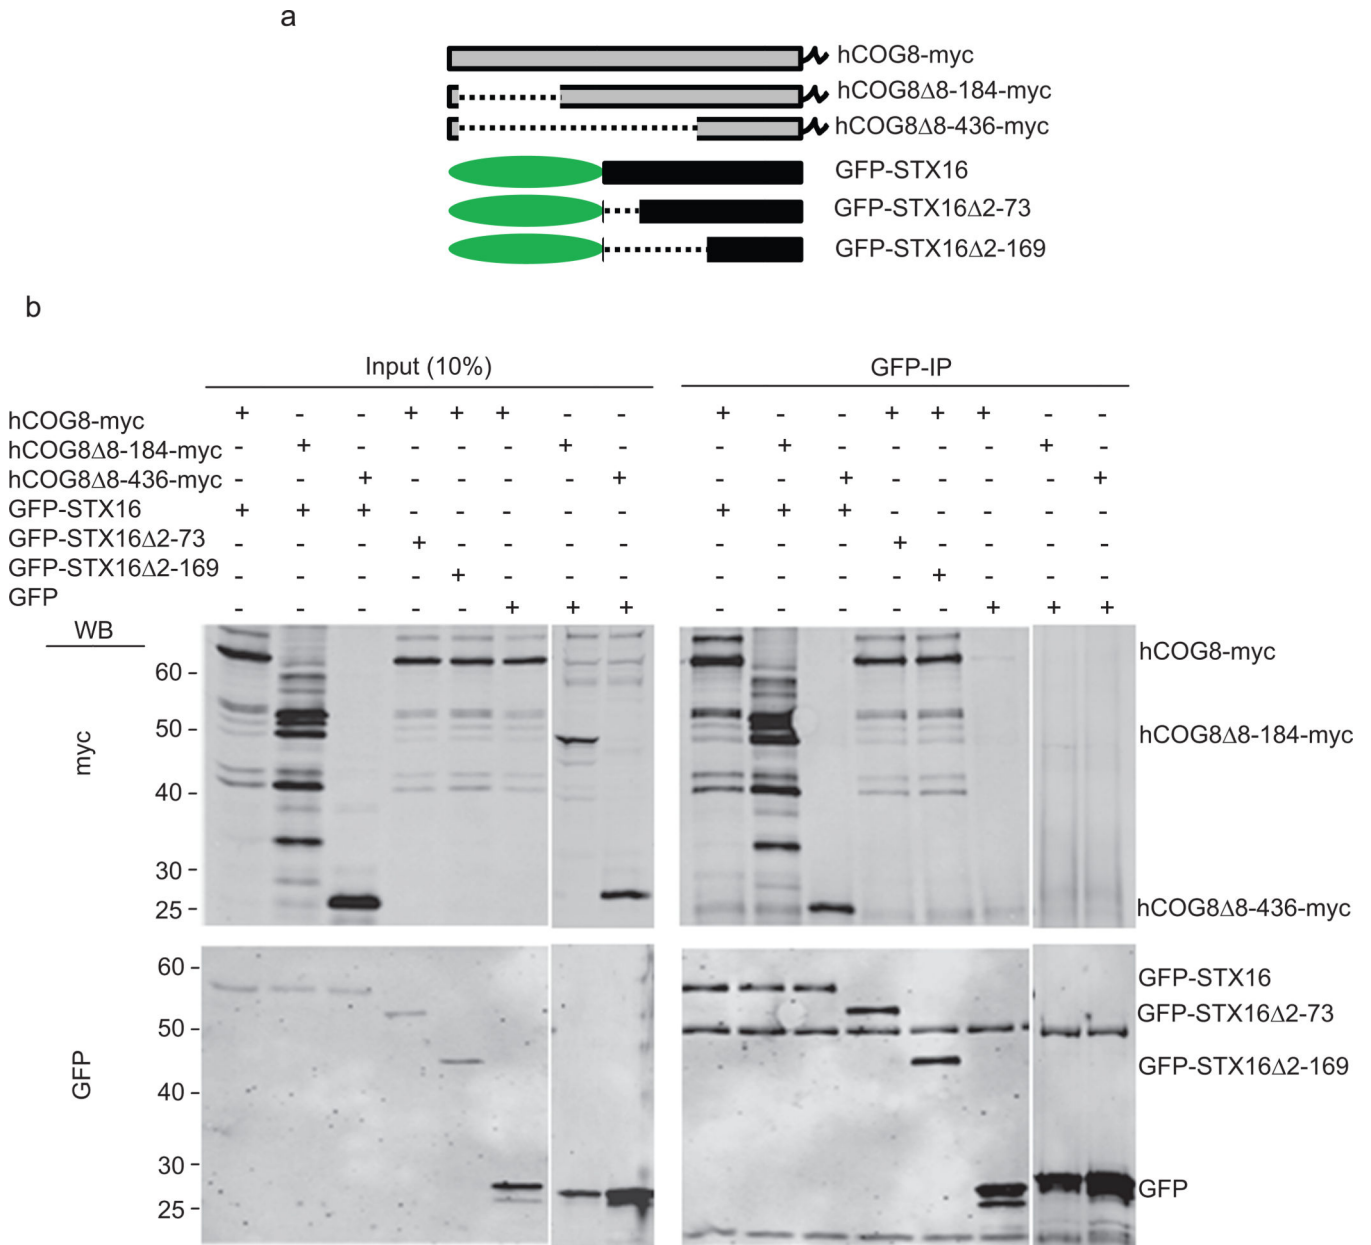 a
hCOG8-myc
hCOG8Δ8-184-myc
hCOG8Δ8-436-myc
GFP-STX16
GFP-STX16Δ2-73
GFP-STX16Δ2-169
b
Input (10%) GFP-IP
hCOG8-myc + - - + + + - - + - - + + + - -
hCOG8Δ8-184-myc - + - - - - + - - + - - - - + -
hCOG8Δ8-436-myc - - + - - - - + - - + - - - - +
GFP-STX16 + + + - - - - - + + + - - - - -
GFP-STX16Δ2-73 - - - + - - - - - - - + - - - -
GFP-STX16Δ2-169 - - - - + - - - - - - - + - - -
GFP - - - - - + + + - - - - - + + +
WB
myc
60 -
50 -
40 -
30 -
25 -
hCOG8-myc
hCOG8Δ8-184-myc
hCOG8Δ8-436-myc
GFP
60 -
50 -
40 -
30 -
25 -
GFP-STX16
GFP-STX16Δ2-73
GFP-STX16Δ2-169
GFP